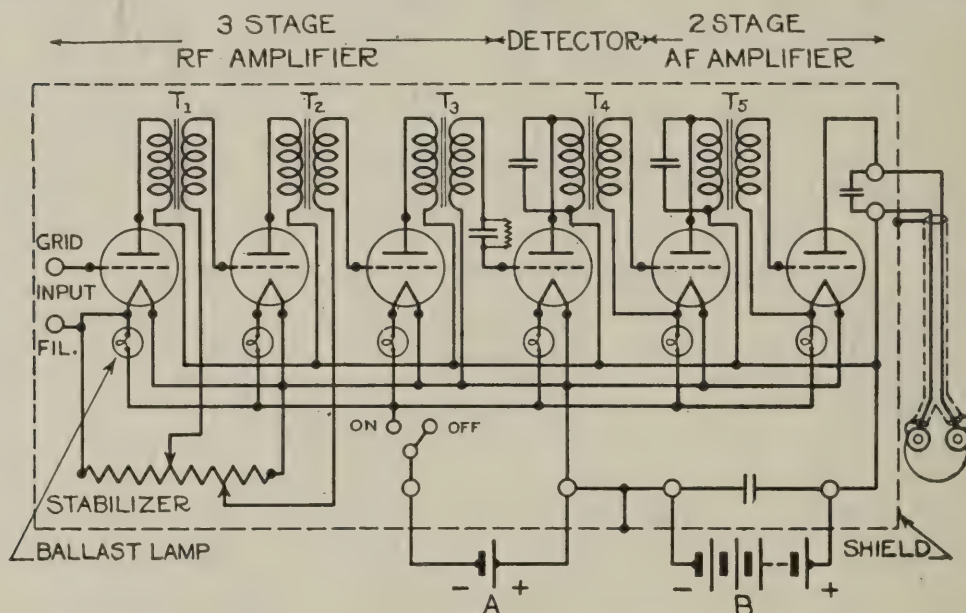 3 STAGE
RF AMPLIFIER
DETECTOR
2 STAGE
AF AMPLIFIER
T1
T2
T3
T4
T5
GRID
INPUT
FIL.
ON
OFF
STABILIZER
BALLAST LAMP
SHIELD
- +
A
- +
B